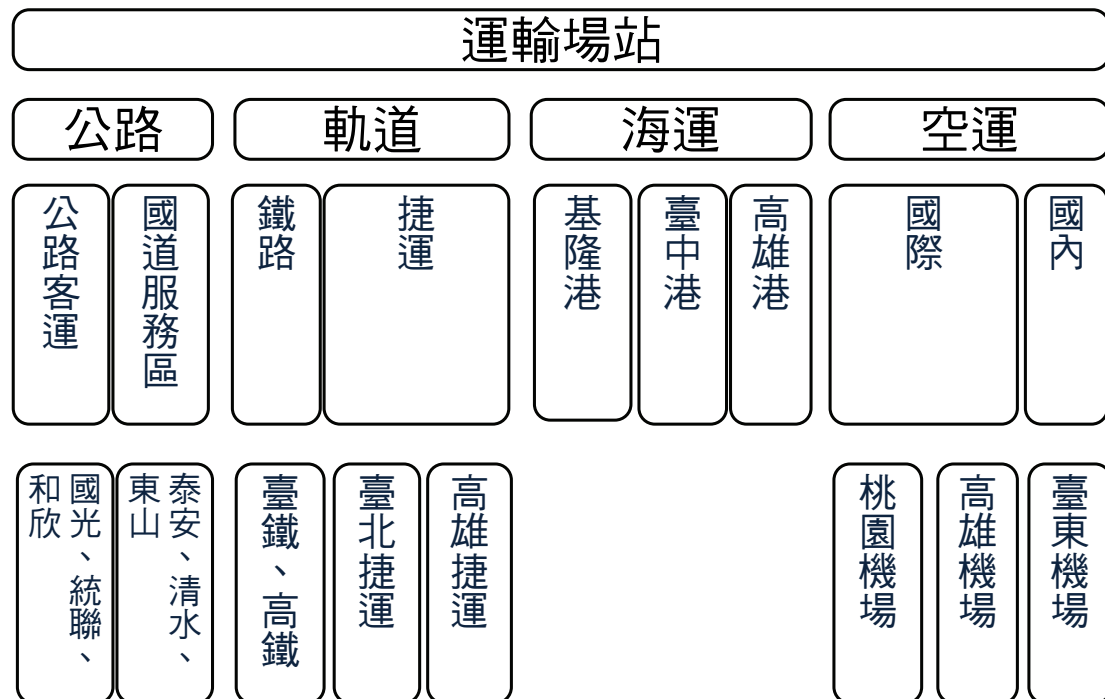 運輸場站
公路
軌道
海運
空運
公路客運
國道服務區
鐵路
捷運
基隆港
臺中港
高雄港
國際
國內
國光、統聯、
和欣
泰安、清水、
東山
臺鐵、高鐵
臺北捷運
高雄捷運
桃園機場
高雄機場
臺東機場